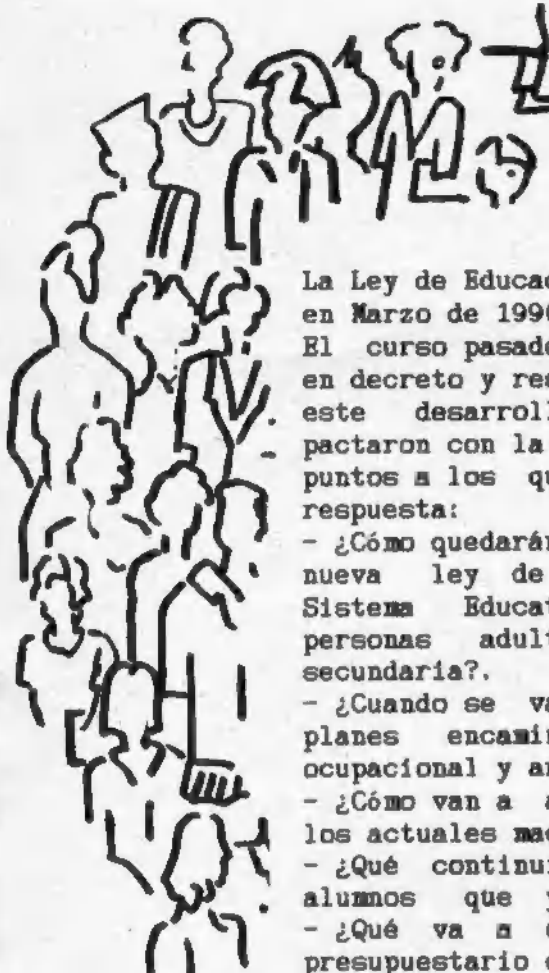 La Ley de Educac
en Marzo de 1990
El curso pasado
en decreto y res
este desarroll
pactaron con la
puntos a los qu
respuesta:
- ¿Cómo quedarán
nueva ley de
Sistema Educat
personas adult
secundaria?.
- ¿Cuando se va
planes encamin
ocupacional y a
- ¿Cómo van a a
los actuales mae
- ¿Qué continui
alumnos que y
- ¿Qué va a
presupuestario